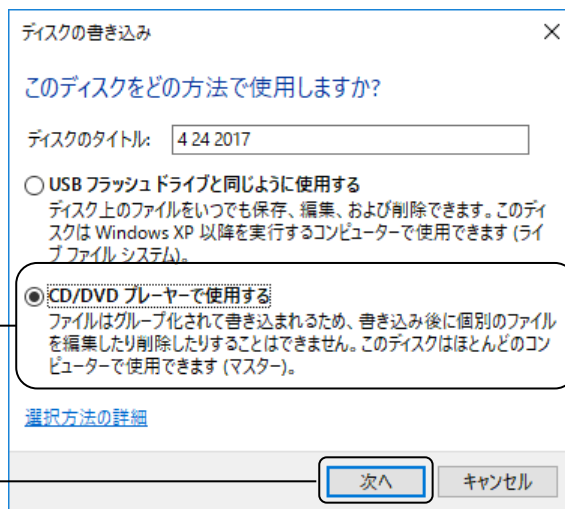 ディスクの書き込み
このディスクをどの方法で使用しますか?
ディスクのタイトル: 4 24 2017
USB フラッシュ ドライブと同じように使用する
ディスク上のファイルをいつでも保存、編集、および削除できます。このディ
スクは Windows XP 以降を実行するコンピューターで使用できます (ライ
ブ ファイル システム)。
CD/DVD プレーヤーで使用する
ファイルはグループ化されて書き込まれるため、書き込み後に個別のファイル
を編集したり削除したりすることはできません。このディスクはほとんどのコン
ピューターで使用できます (マスター)。
選択方法の詳細
次へ キャンセル